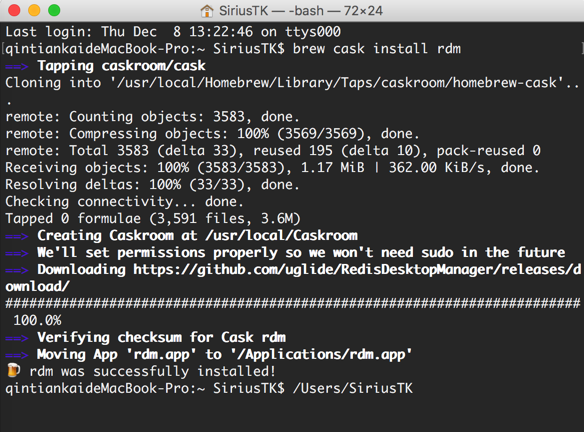 SiriusTK — -bash — 72×24
Last login: Thu Dec  8 13:22:46 on ttys000
[qintiankaideMacBook-Pro:~ SiriusTK$ brew cask install rdm ]
==> Tapping caskroom/cask
Cloning into '/usr/local/Homebrew/Library/Taps/caskroom/homebrew-cask'..
.
remote: Counting objects: 3583, done.
remote: Compressing objects: 100% (3569/3569), done.
remote: Total 3583 (delta 33), reused 195 (delta 10), pack-reused 0
Receiving objects: 100% (3583/3583), 1.17 MiB | 362.00 KiB/s, done.
Resolving deltas: 100% (33/33), done.
Checking connectivity... done.
Tapped 0 formulae (3,591 files, 3.6M)
==> Creating Caskroom at /usr/local/Caskroom
==> We'll set permissions properly so we won't need sudo in the future
==> Downloading https://github.com/uglide/RedisDesktopManager/releases/d
ownload/
########################################################################
 100.0%
==> Verifying checksum for Cask rdm
==> Moving App 'rdm.app' to '/Applications/rdm.app'
🍺 rdm was successfully installed!
qintiankaideMacBook-Pro:~ SiriusTK$ /Users/SiriusTK